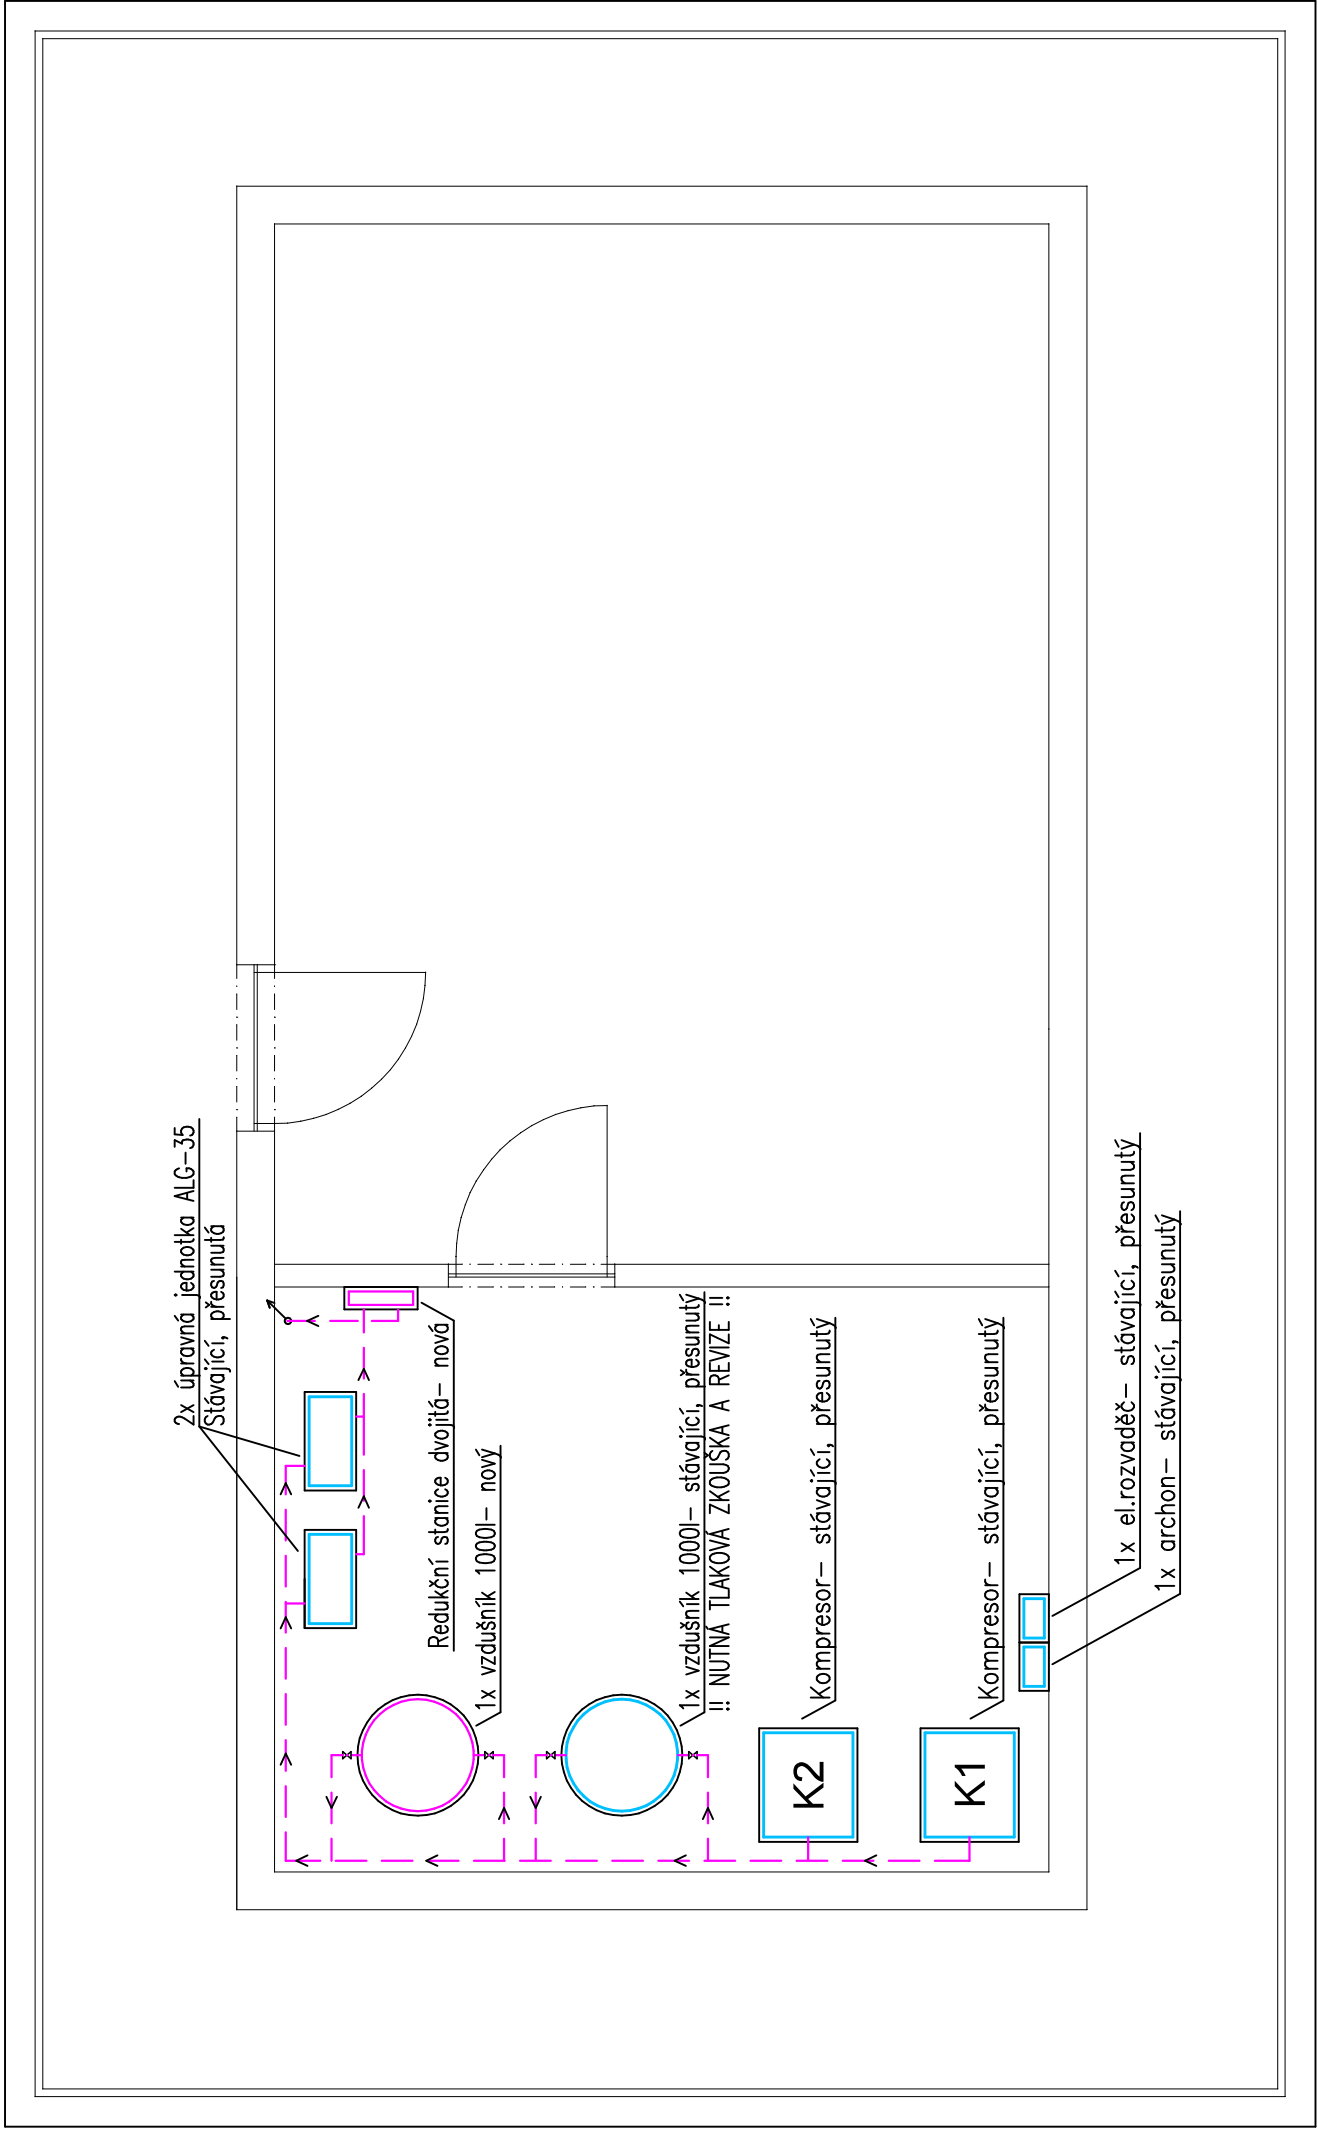 2x úpravná jednotka ALG-35
Stávající, přesunutá
Redukční stanice dvojitá- nová
1x vzdušník 1000l- nový
1x vzdušník 1000l- stávající, přesunutý
!! NUTNÁ TLAKOVÁ ZKOUŠKA A REVIZE !!
Kompresor- stávající, přesunutý
K2
Kompresor- stávající, přesunutý
K1
1x el.rozvaděč- stávající, přesunutý
1x archon- stávající, přesunutý